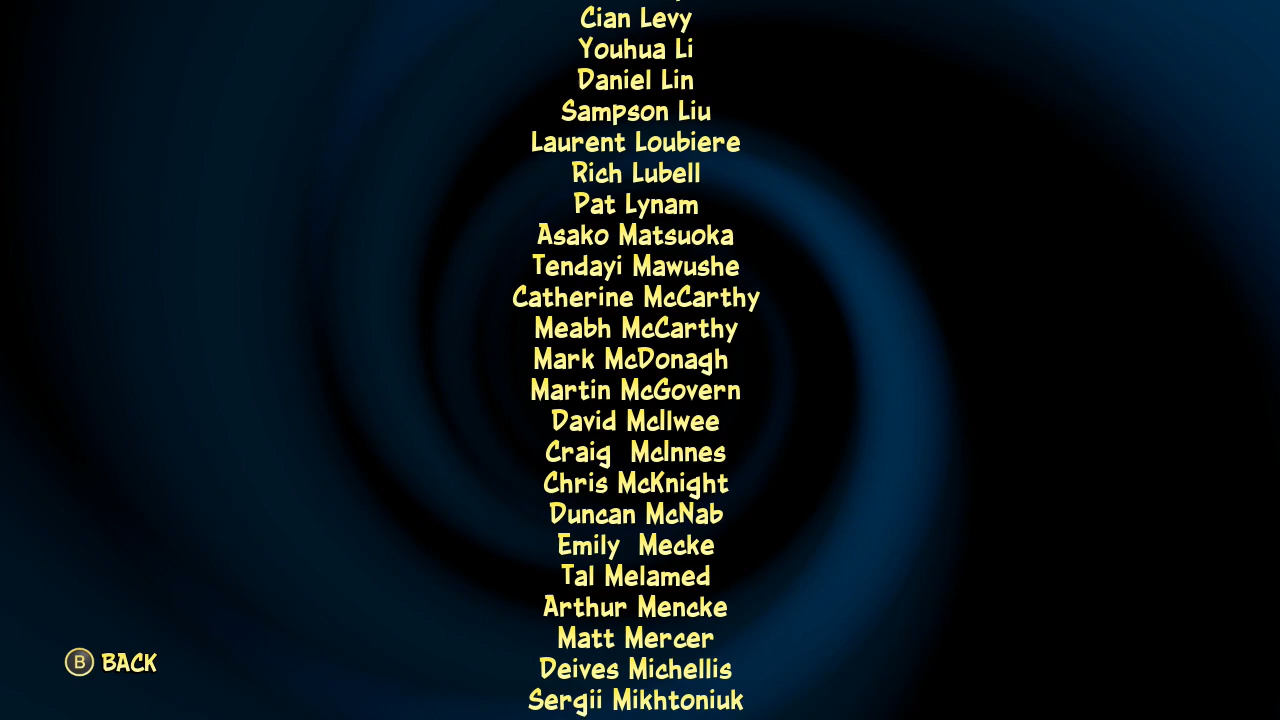 Cian Levy
Youhua Li
Daniel Lin
Sampson Liu
Laurent Loubiere
Rich Lubell
Pat Lynam
Asako Matsuoka
Tendayi Mawushe
Catherine McCarthy
Meabh McCarthy
Mark McDonagh
Martin McGovern
David McIlwee
Craig  McInnes
Chris McKnight
Duncan McNab
Emily  Mecke
Tal Melamed
Arthur Mencke
Matt Mercer
B BACK
Deives Michellis
Sergii Mikhtoniuk